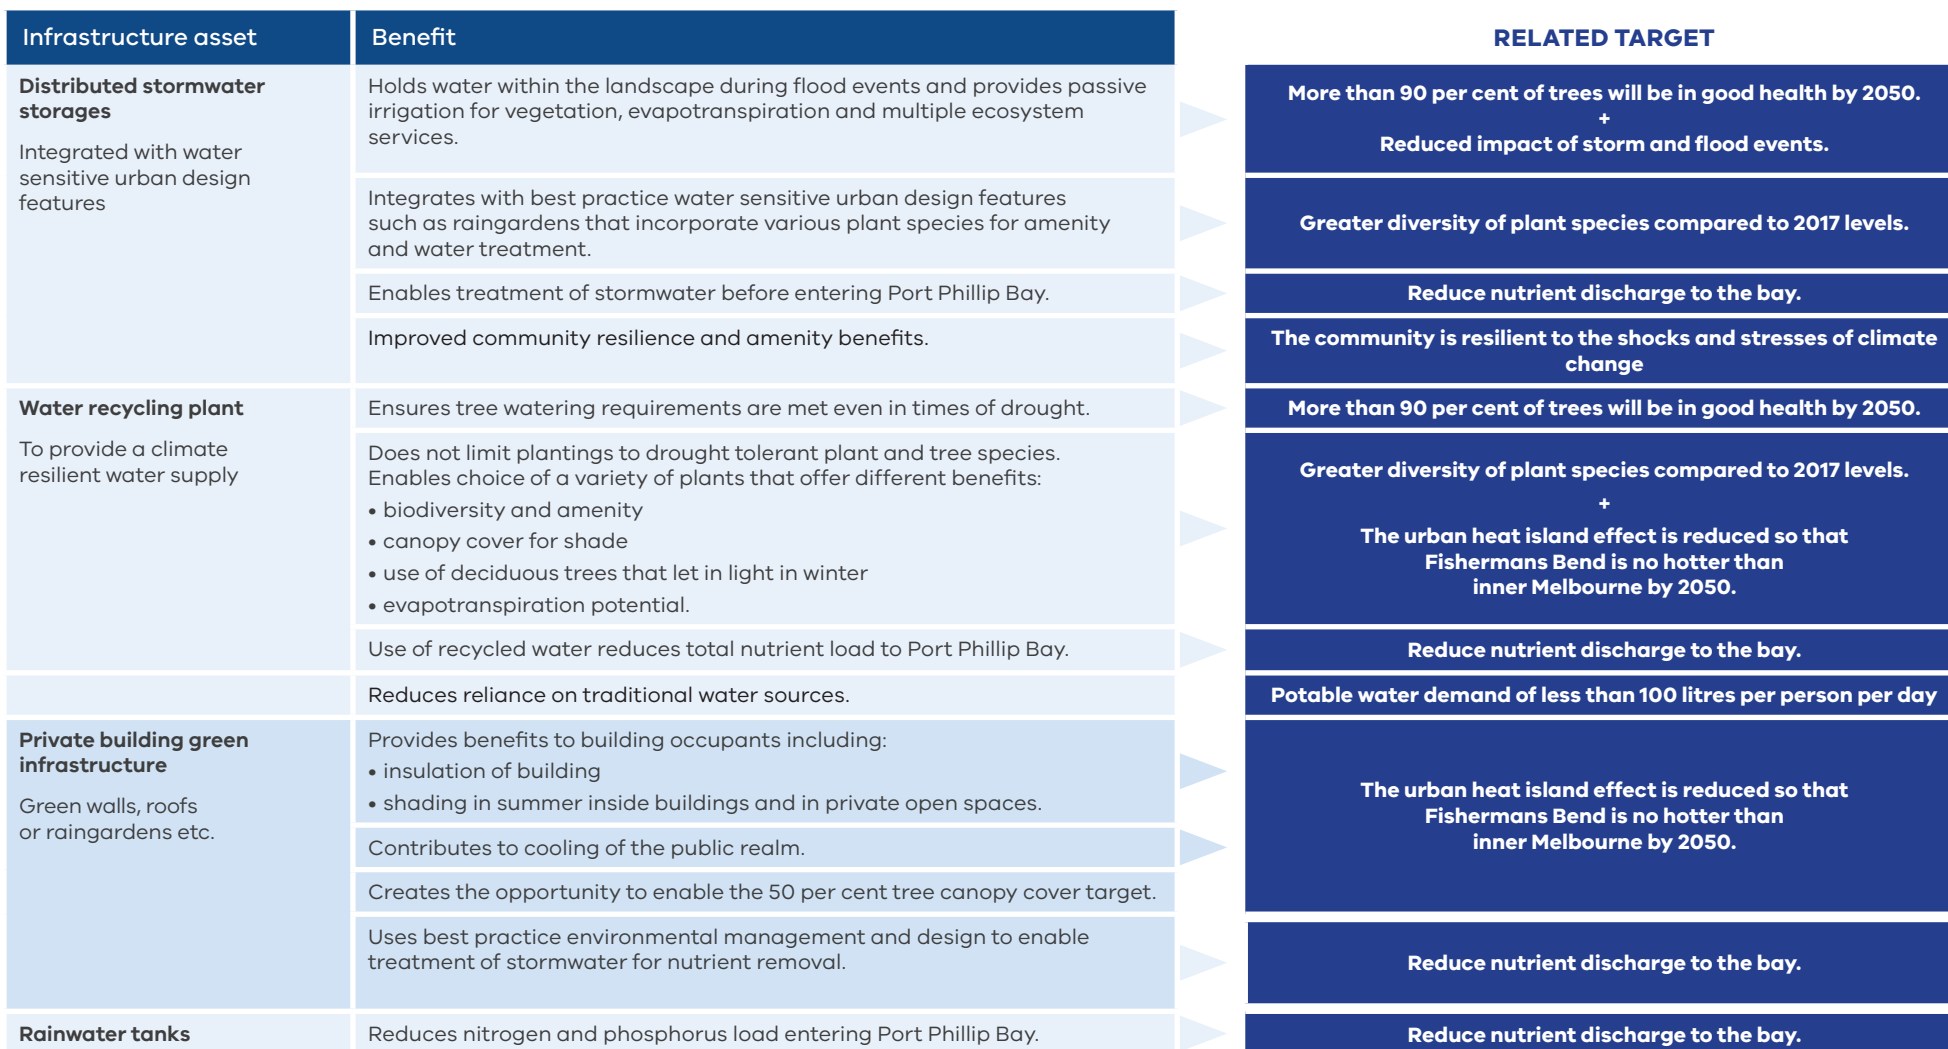 Infrastructure asset
Benefit
RELATED TARGET
Distributed stormwater
storages
Integrated with water
sensitive urban design
features
Holds water within the landscape during flood events and provides passive
irrigation for vegetation, evapotranspiration and multiple ecosystem
services.
More than 90 per cent of trees will be in good health by 2050.
+
Reduced impact of storm and flood events.
Integrates with best practice water sensitive urban design features
such as raingardens that incorporate various plant species for amenity
and water treatment.
Greater diversity of plant species compared to 2017 levels.
Enables treatment of stormwater before entering Port Phillip Bay.
Reduce nutrient discharge to the bay.
Improved community resilience and amenity benefits.
The community is resilient to the shocks and stresses of climate
change
Water recycling plant
To provide a climate
resilient water supply
Ensures tree watering requirements are met even in times of drought.
More than 90 per cent of trees will be in good health by 2050.
Does not limit plantings to drought tolerant plant and tree species.
Enables choice of a variety of plants that offer different benefits:
• biodiversity and amenity
• canopy cover for shade
• use of deciduous trees that let in light in winter
• evapotranspiration potential.
Greater diversity of plant species compared to 2017 levels.
+
The urban heat island effect is reduced so that
Fishermans Bend is no hotter than
inner Melbourne by 2050.
Use of recycled water reduces total nutrient load to Port Phillip Bay.
Reduce nutrient discharge to the bay.
Reduces reliance on traditional water sources.
Potable water demand of less than 100 litres per person per day
Private building green
infrastructure
Green walls, roofs
or raingardens etc.
Provides benefits to building occupants including:
• insulation of building
• shading in summer inside buildings and in private open spaces.
Contributes to cooling of the public realm.
Creates the opportunity to enable the 50 per cent tree canopy cover target.
The urban heat island effect is reduced so that
Fishermans Bend is no hotter than
inner Melbourne by 2050.
Uses best practice environmental management and design to enable
treatment of stormwater for nutrient removal.
Reduce nutrient discharge to the bay.
Rainwater tanks
Reduces nitrogen and phosphorus load entering Port Phillip Bay.
Reduce nutrient discharge to the bay.